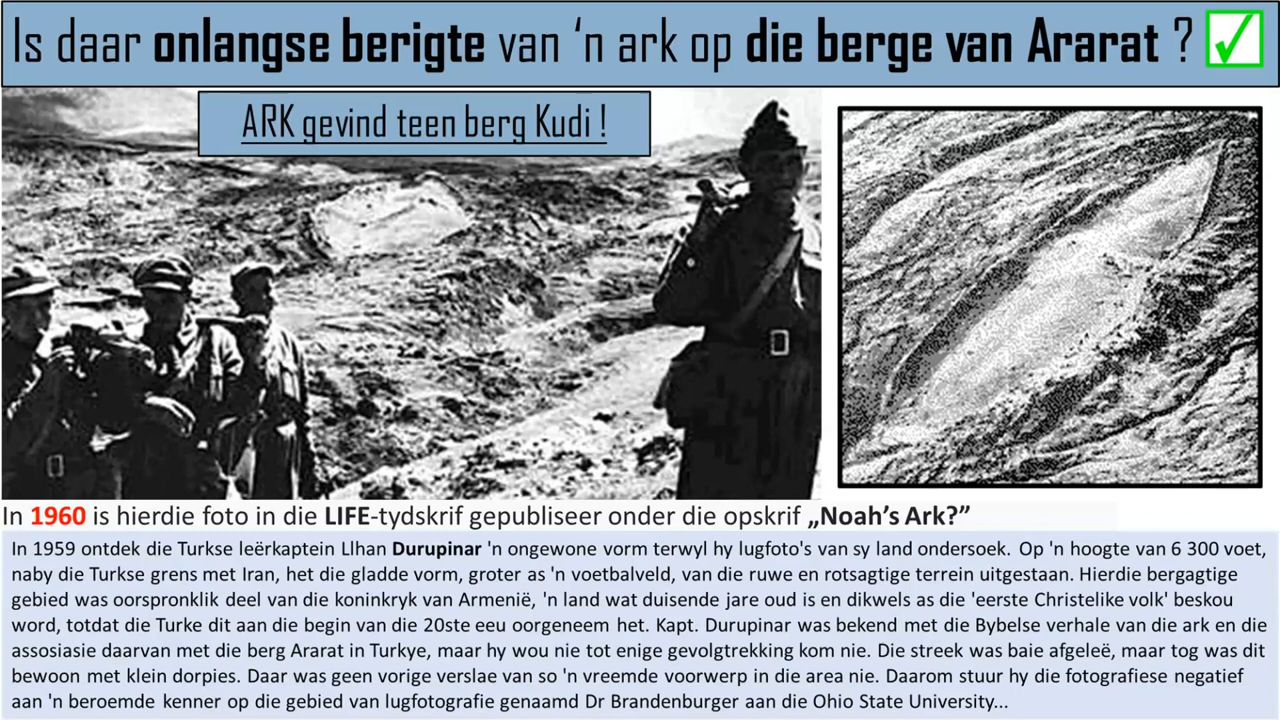 Is daar onlangse berigte van ‘n ark op die berge van Ararat ?
ARK gevind teen berg Kudi !
In 1960 is hierdie foto in die LIFE-tydskrif gepubliseer onder die opskrif „Noah’s Ark?”
In 1959 ontdek die Turkse leërkaptein Llhan Durupinar 'n ongewone vorm terwyl hy lugfoto's van sy land ondersoek. Op 'n hoogte van 6 300 voet,
naby die Turkse grens met Iran, het die gladde vorm, groter as 'n voetbalveld, van die ruwe en rotsagtige terrein uitgestaan. Hierdie bergagtige
gebied was oorspronklik deel van die koninkryk van Armenië, 'n land wat duisende jare oud is en dikwels as die 'eerste Christelike volk' beskou
word, totdat die Turke dit aan die begin van die 20ste eeu oorgeneem het. Kapt. Durupinar was bekend met die Bybelse verhale van die ark en die
assosiasie daarvan met die berg Ararat in Turkye, maar hy wou nie tot enige gevolgtrekking kom nie. Die streek was baie afgeleë, maar tog was dit
bewoon met klein dorpies. Daar was geen vorige verslae van so 'n vreemde voorwerp in die area nie. Daarom stuur hy die fotografiese negatief
aan 'n beroemde kenner op die gebied van lugfotografie genaamd Dr Brandenburger aan die Ohio State University...